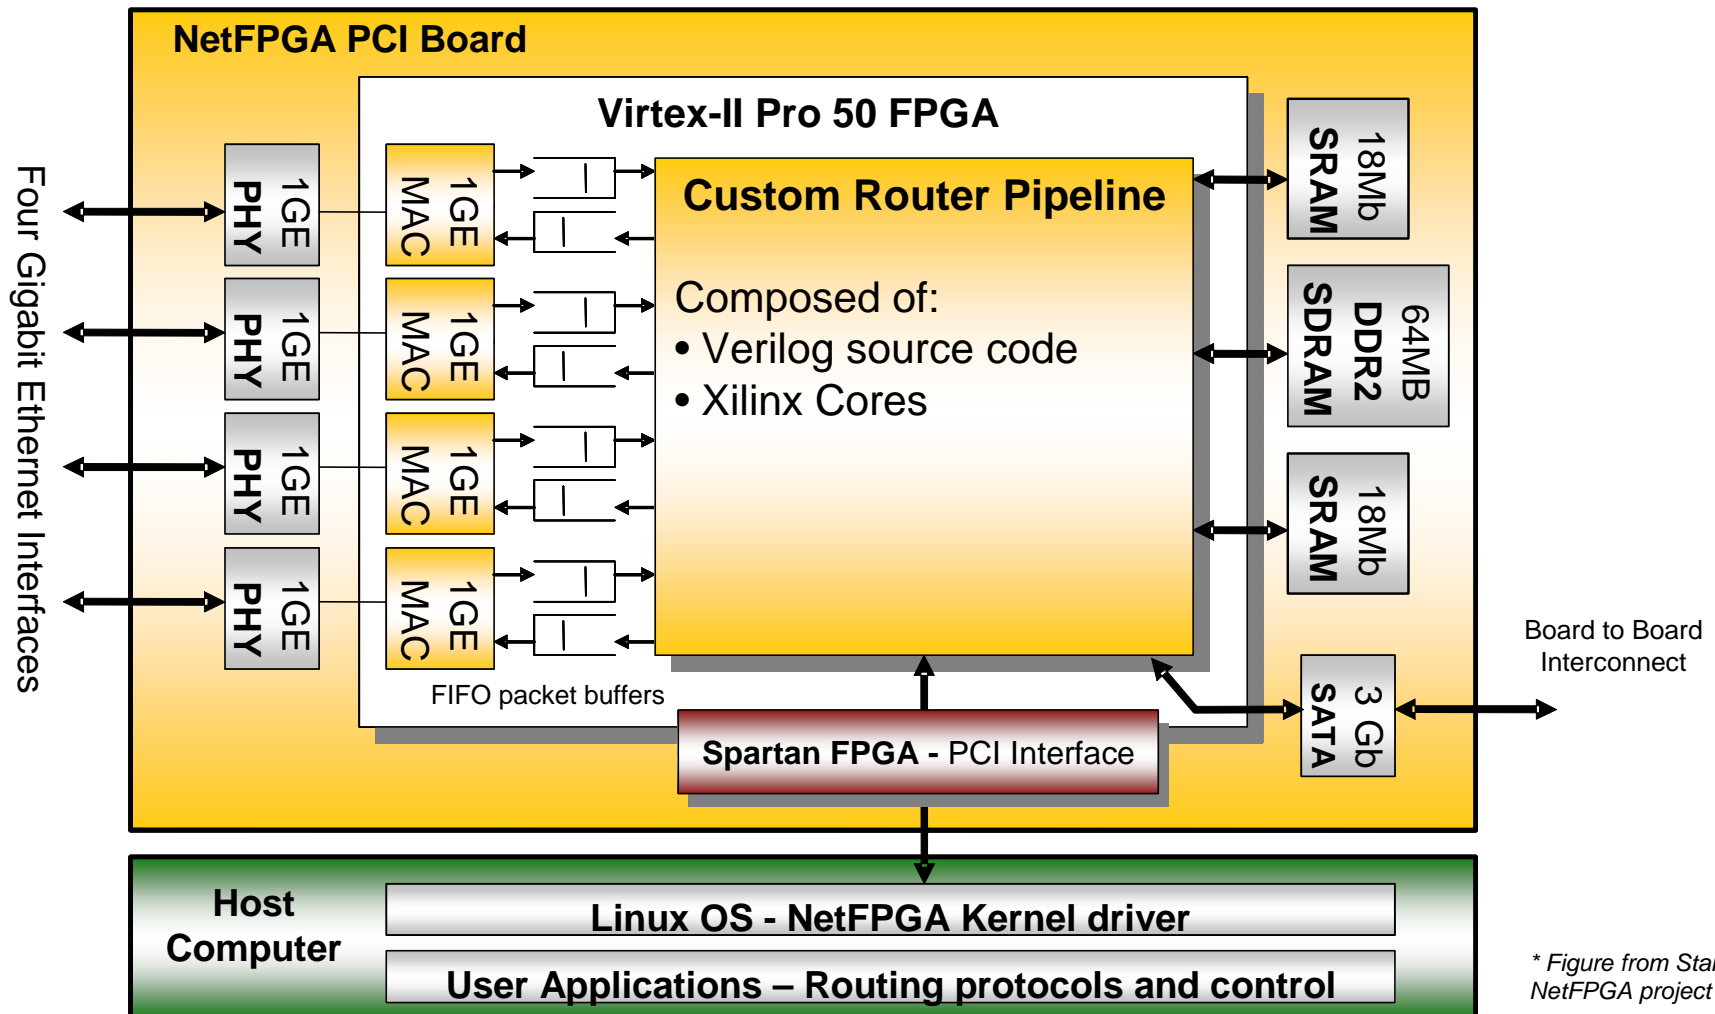 NetFPGA PCI Board
Virtex-II Pro 50 FPGA
Four Gigabit Ethernet Interfaces
1GE
PHY
1GE
MAC
1GE
PHY
1GE
MAC
1GE
PHY
1GE
MAC
1GE
PHY
1GE
MAC
FIFO packet buffers
Custom Router Pipeline
Composed of:
• Verilog source code
• Xilinx Cores
18Mb
SRAM
64MB
DDR2
SDRAM
18Mb
SRAM
3 Gb
SATA
Board to Board
Interconnect
Spartan FPGA - PCI Interface
Host
Computer
Linux OS - NetFPGA Kernel driver
User Applications – Routing protocols and control
* Figure from
NetFPGA project